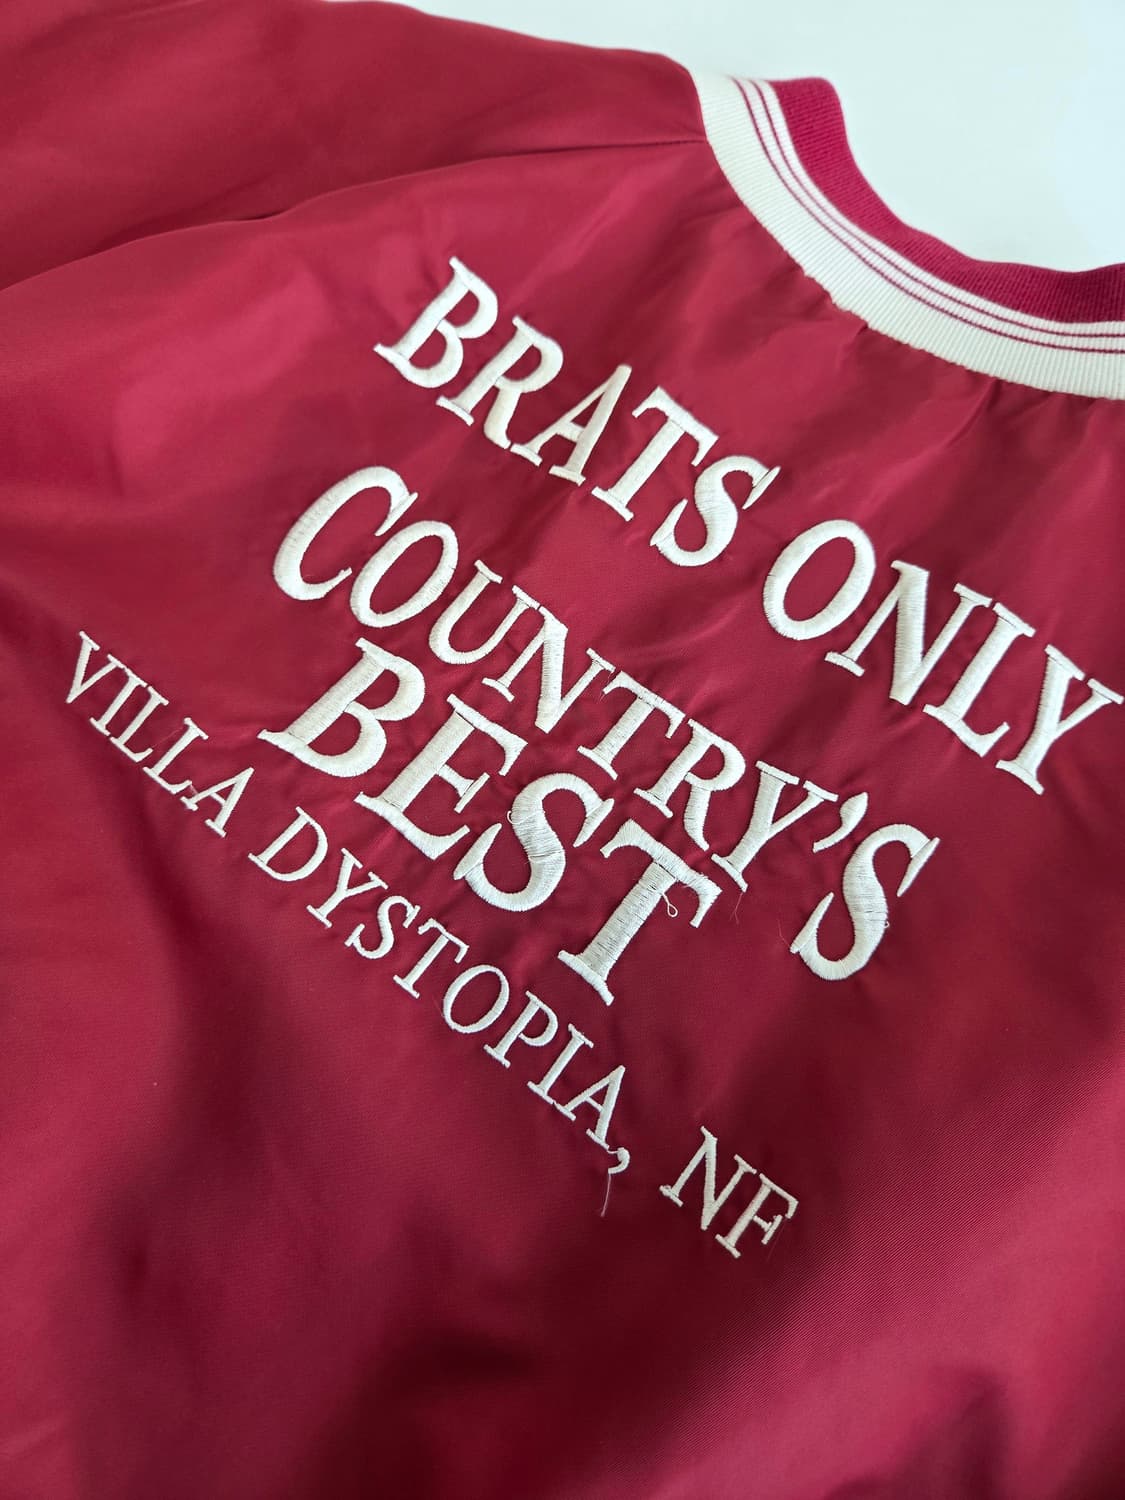 BRATS ONLY
COUNTRY'S
BEST
VILLA DYSTOPIA, NF